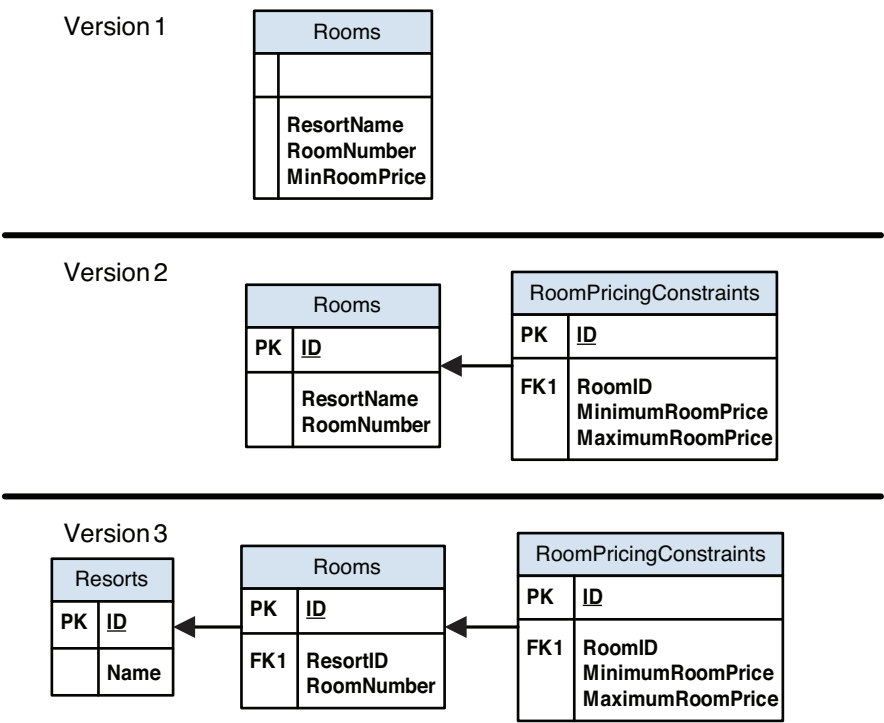 Version 1
Rooms
ResortName
RoomNumber
MinRoomPrice
Version 2
Rooms
PK ID
ResortName
RoomNumber
RoomPricingConstraints
PK ID
FK1 RoomID
MinimumRoomPrice
MaximumRoomPrice
Version 3
Resorts
PK ID
Name
Rooms
PK ID
FK1 ResortID
RoomNumber
RoomPricingConstraints
PK ID
FK1 RoomID
MinimumRoomPrice
MaximumRoomPrice